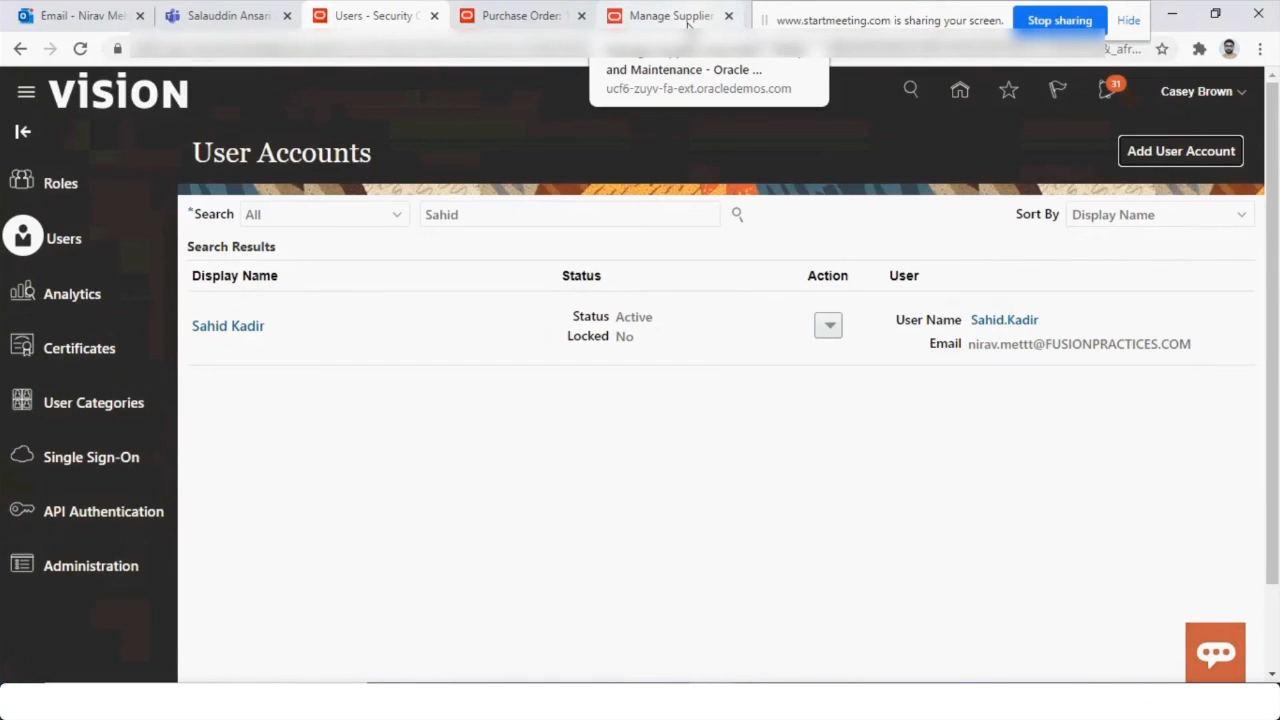 Email - Nirav Me
Salauddin Ansari
Users - Security C
Purchase Order:
Manage Supplier
www.startmeeting.com is sharing your screen.
Stop sharing
Hide
&_afr...
and Maintenance - Oracle ...
ucf6-zuyv-fa-ext.oracledemos.com
VISION
31
Casey Brown
User Accounts
Add User Account
Roles
Users
Analytics
Certificates
User Categories
Single Sign-On
API Authentication
Administration
*Search All Sahid
Sort By Display Name
Search Results
Display Name Status Action User
Sahid Kadir
Status Active
Locked No
User Name Sahid.Kadir
Email nirav.mettt@FUSIONPRACTICES.COM